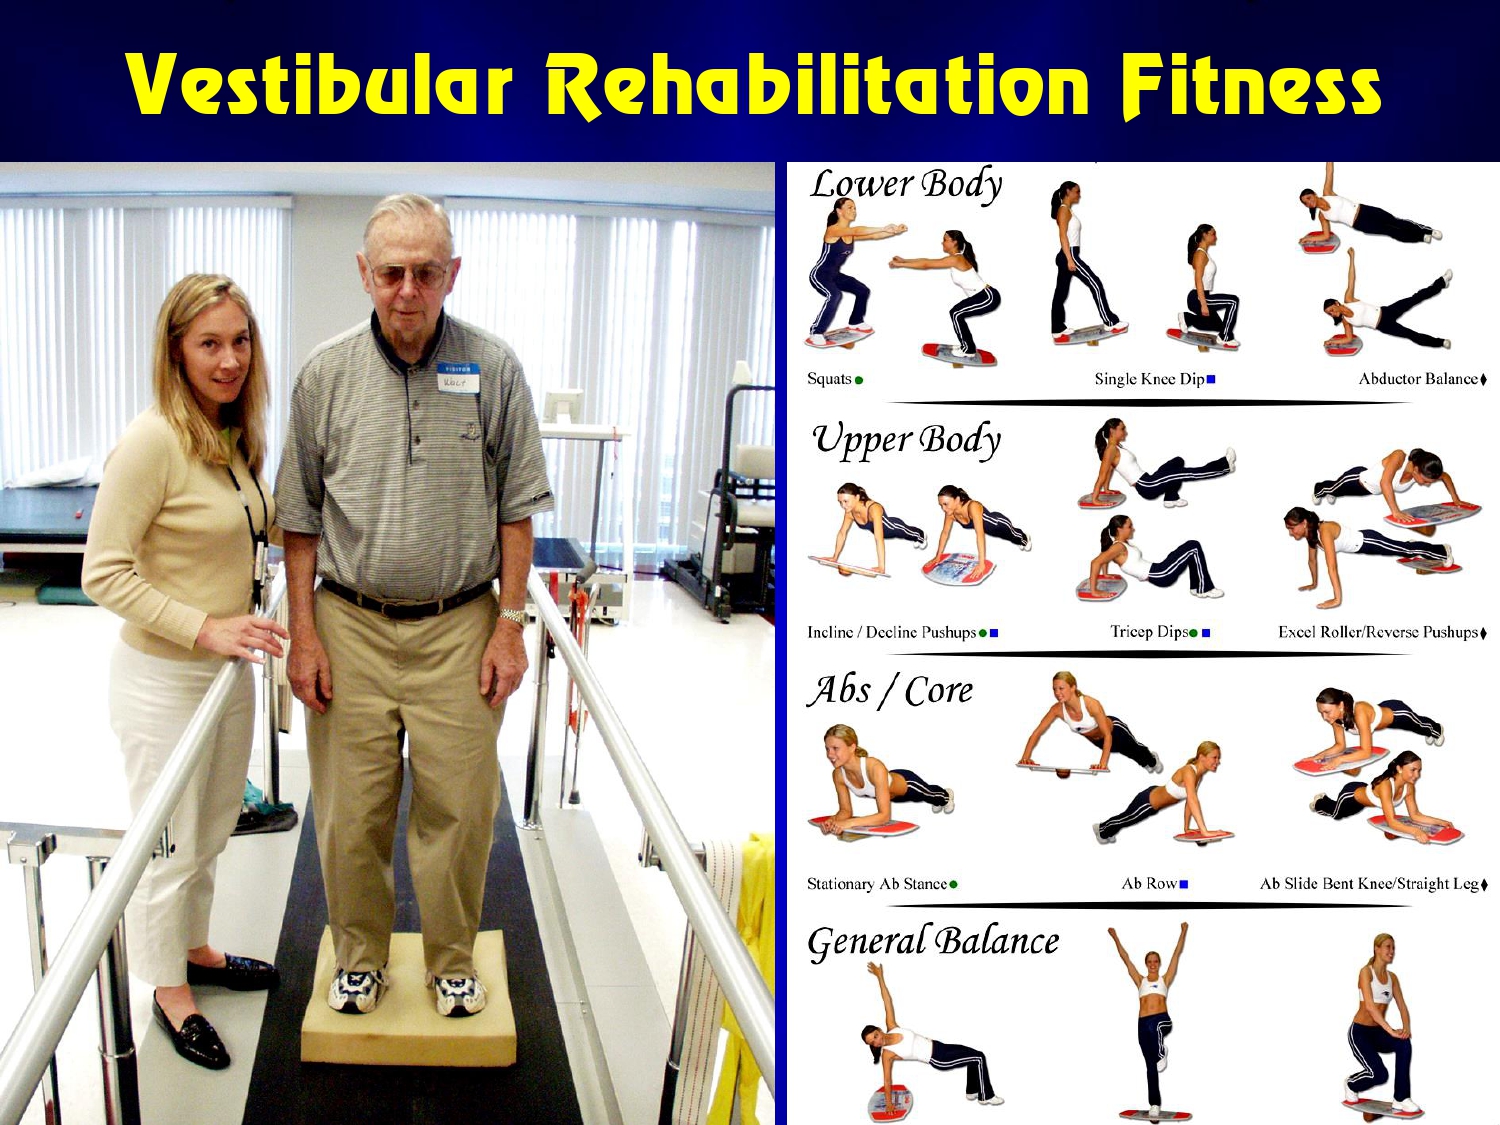 Vestibular Rehabilitation Fitness
VISITOR
WALT
Lower Body
Squats
Single Knee Dip
Abductor Balance
Upper Body
Incline / Decline Pushups
Tricep Dips
Excel Roller/Reverse Pushups
Abs / Core
Stationary Ab Stance
Ab Row
Ab Slide Bent Knee/Straight Leg
General Balance